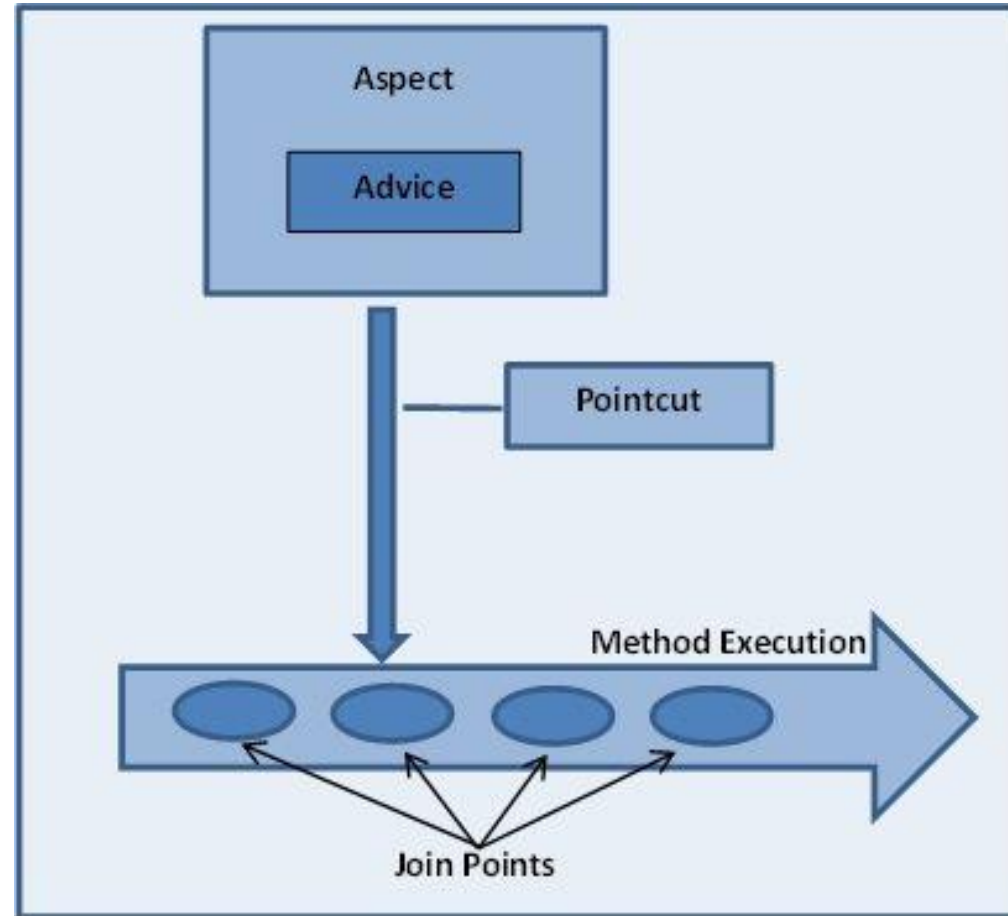 Aspect
Advice
Pointcut
Method Execution
Join Points